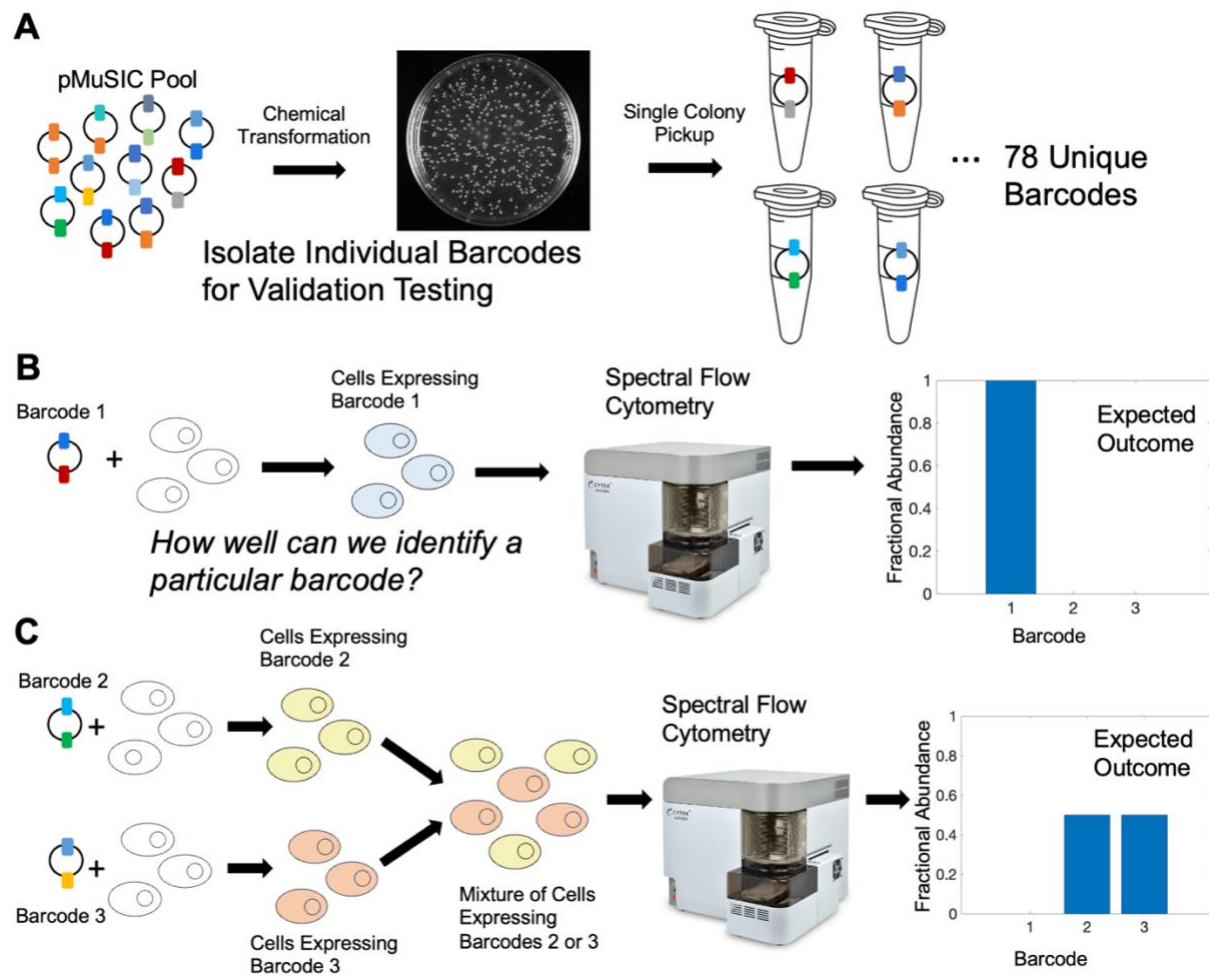 A
pMuSIC Pool
Chemical
Transformation
Isolate Individual Barcodes
for Validation Testing
Single Colony
Pickup
... 78 Unique
Barcodes
B
Barcode 1
+
Cells Expressing
Barcode 1
How well can we identify a
particular barcode?
Spectral Flow
Cytometry
CYTEK
Fractional Abundance
1
0.8
0.6
0.4
0.2
0
Expected
Outcome
1 2 3
Barcode
C
Barcode 2
+
Cells Expressing
Barcode 2
+
Barcode 3
Cells Expressing
Barcode 3
Mixture of Cells
Expressing
Barcodes 2 or 3
Spectral Flow
Cytometry
CYTEK
Fractional Abundance
1
0.8
0.6
0.4
0.2
0
Expected
Outcome
1 2 3
Barcode